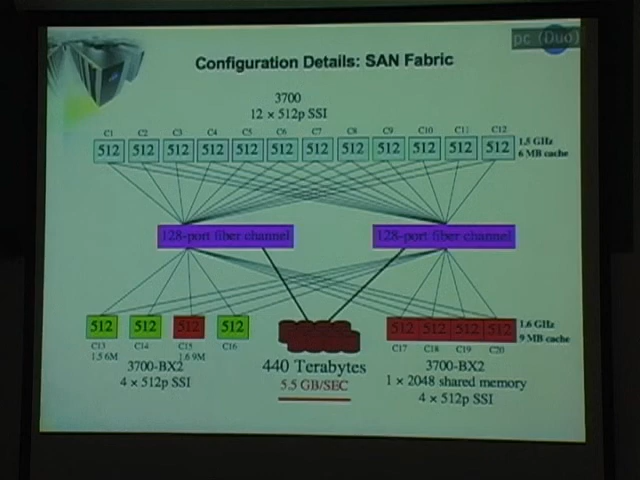 pc (Duo)
Configuration Details: SAN Fabric
3700
12 × 512p SSI
C1 C2 C3 C4 C5 C6 C7 C8 C9 C10 C11 C12
512 512 512 512 512 512 512 512 512 512 512 512
1.5 GHz
6 MB cache
128-port fiber channel 128-port fiber channel
512 512 512 512
512 512 512 512
1.6 GHz
9 MB cache
C13 C14 C15 C16
C17 C18 C19 C20
1.5 6M 1.6 9M
3700-BX2
4 × 512p SSI
440 Terabytes
5.5 GB/SEC
3700-BX2
1 × 2048 shared memory
4 × 512p SSI